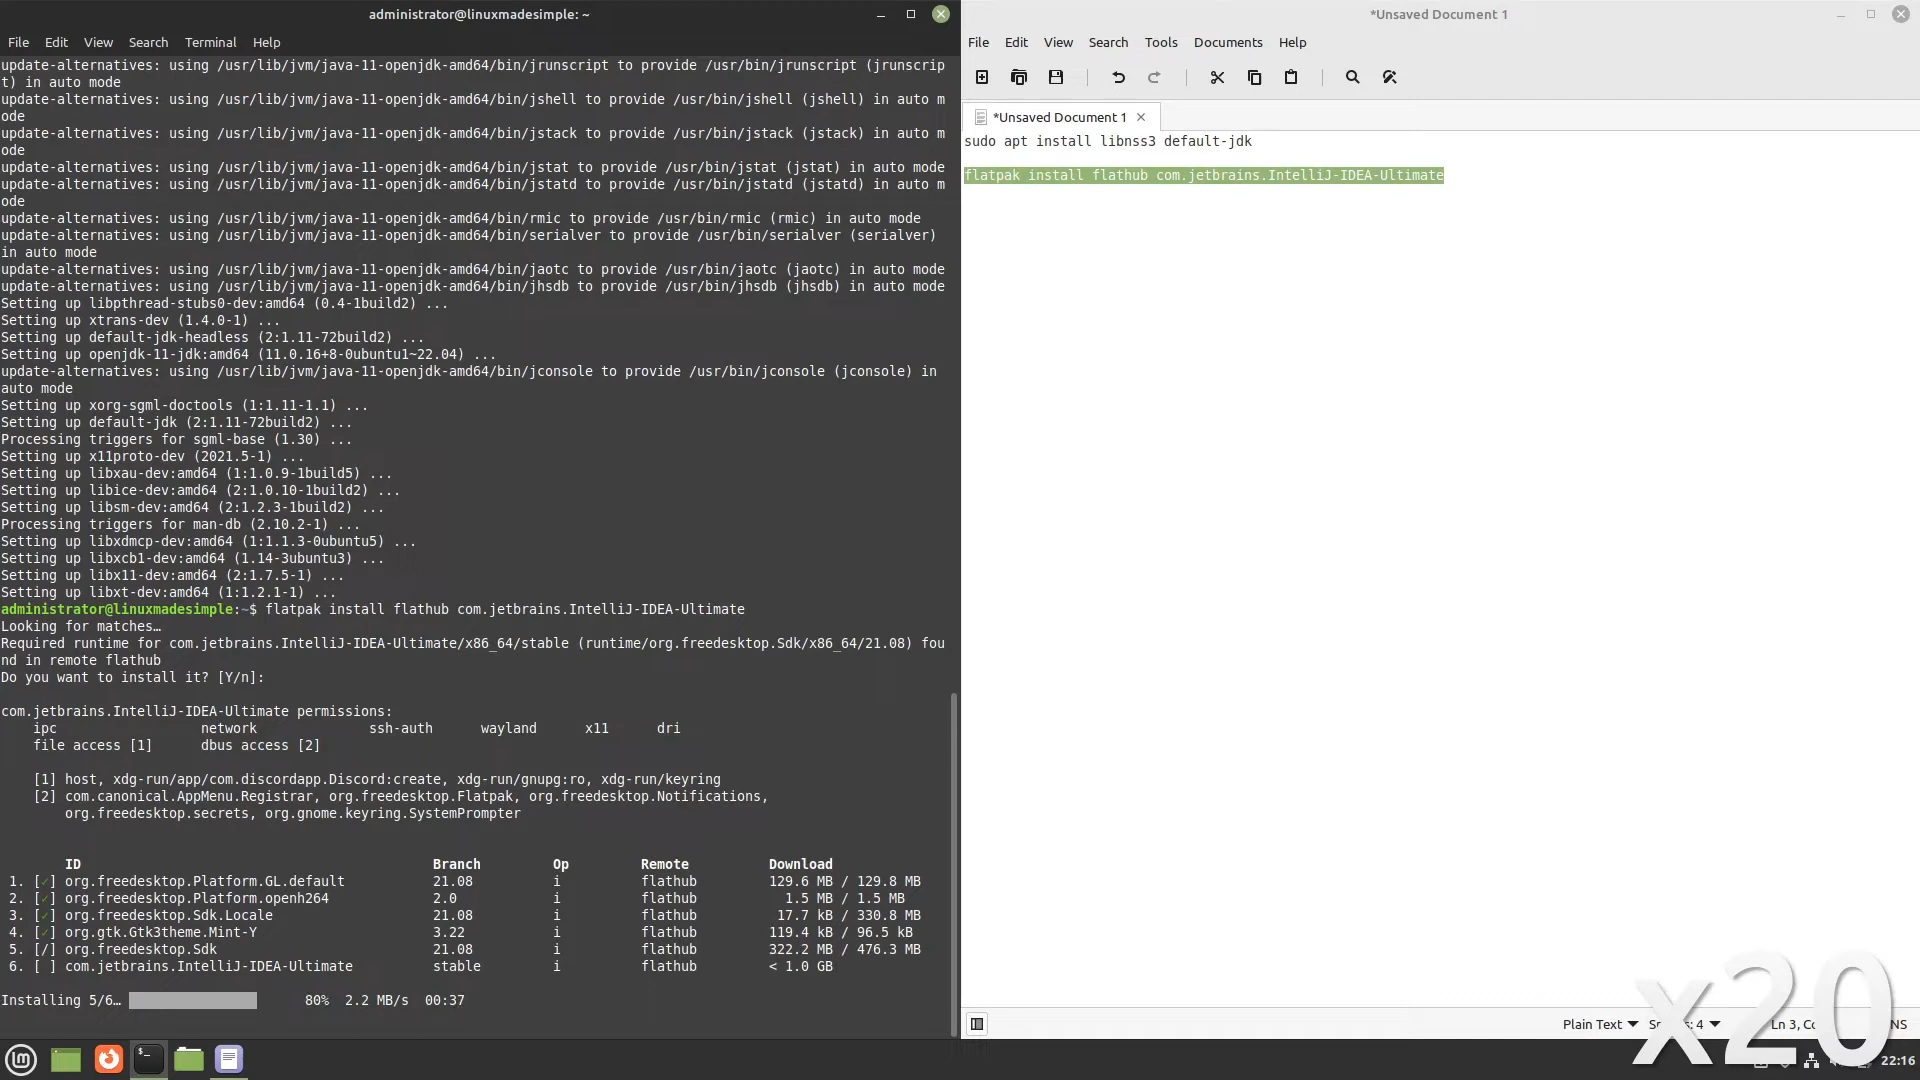 administrator@linuxmadesimple: ~
File Edit View Search Terminal Help
update-alternatives: using /usr/lib/jvm/java-11-openjdk-amd64/bin/jrunscript to provide /usr/bin/jrunscript (jrunscrip
t) in auto mode
update-alternatives: using /usr/lib/jvm/java-11-openjdk-amd64/bin/jshell to provide /usr/bin/jshell (jshell) in auto m
ode
update-alternatives: using /usr/lib/jvm/java-11-openjdk-amd64/bin/jstack to provide /usr/bin/jstack (jstack) in auto m
ode
update-alternatives: using /usr/lib/jvm/java-11-openjdk-amd64/bin/jstat to provide /usr/bin/jstat (jstat) in auto mode
update-alternatives: using /usr/lib/jvm/java-11-openjdk-amd64/bin/jstatd to provide /usr/bin/jstatd (jstatd) in auto m
ode
update-alternatives: using /usr/lib/jvm/java-11-openjdk-amd64/bin/rmic to provide /usr/bin/rmic (rmic) in auto mode
update-alternatives: using /usr/lib/jvm/java-11-openjdk-amd64/bin/serialver to provide /usr/bin/serialver (serialver)
in auto mode
update-alternatives: using /usr/lib/jvm/java-11-openjdk-amd64/bin/jaotc to provide /usr/bin/jaotc (jaotc) in auto mode
update-alternatives: using /usr/lib/jvm/java-11-openjdk-amd64/bin/jhsdb to provide /usr/bin/jhsdb (jhsdb) in auto mode
Setting up libpthread-stubs0-dev:amd64 (0.4-1build2) ...
Setting up xtrans-dev (1.4.0-1) ...
Setting up default-jdk-headless (2:1.11-72build2) ...
Setting up openjdk-11-jdk:amd64 (11.0.16+8-0ubuntu1~22.04) ...
update-alternatives: using /usr/lib/jvm/java-11-openjdk-amd64/bin/jconsole to provide /usr/bin/jconsole (jconsole) in
auto mode
Setting up xorg-sgml-doctools (1:1.11-1.1) ...
Setting up default-jdk (2:1.11-72build2) ...
Processing triggers for sgml-base (1.30) ...
Setting up x11proto-dev (2021.5-1) ...
Setting up libxau-dev:amd64 (1:1.0.9-1build5) ...
Setting up libice-dev:amd64 (2:1.0.10-1build2) ...
Setting up libsm-dev:amd64 (2:1.2.3-1build2) ...
Processing triggers for man-db (2.10.2-1) ...
Setting up libxdmcp-dev:amd64 (1:1.1.3-0ubuntu5) ...
Setting up libxcb1-dev:amd64 (1.14-3ubuntu3) ...
Setting up libx11-dev:amd64 (2:1.7.5-1) ...
Setting up libxt-dev:amd64 (1:1.2.1-1) ...
administrator@linuxmadesimple:~$ flatpak install flathub com.jetbrains.IntelliJ-IDEA-Ultimate
Looking for matches…
Required runtime for com.jetbrains.IntelliJ-IDEA-Ultimate/x86_64/stable (runtime/org.freedesktop.Sdk/x86_64/21.08) fou
nd in remote flathub
Do you want to install it? [Y/n]:
com.jetbrains.IntelliJ-IDEA-Ultimate permissions:
ipc network ssh-auth wayland x11 dri
file access [1] dbus access [2]
[1] host, xdg-run/app/com.discordapp.Discord:create, xdg-run/gnupg:ro, xdg-run/keyring
[2] com.canonical.AppMenu.Registrar, org.freedesktop.Flatpak, org.freedesktop.Notifications,
org.freedesktop.secrets, org.gnome.keyring.SystemPrompter
ID Branch Op Remote Download
1. [✓] org.freedesktop.Platform.GL.default 21.08 i flathub 129.6 MB / 129.8 MB
2. [✓] org.freedesktop.Platform.openh264 2.0 i flathub 1.5 MB / 1.5 MB
3. [✓] org.freedesktop.Sdk.Locale 21.08 i flathub 17.7 kB / 330.8 MB
4. [✓] org.gtk.Gtk3theme.Mint-Y 3.22 i flathub 119.4 kB / 96.5 kB
5. [/] org.freedesktop.Sdk 21.08 i flathub 322.2 MB / 476.3 MB
6. [ ] com.jetbrains.IntelliJ-IDEA-Ultimate stable i flathub < 1.0 GB
Installing 5/6… 80% 2.2 MB/s 00:37
*Unsaved Document 1
File Edit View Search Tools Documents Help
*Unsaved Document 1
sudo apt install libnss3 default-jdk
flatpak install flathub com.jetbrains.IntelliJ-IDEA-Ultimate
Plain Text
4
Ln 3,
x20
22:16